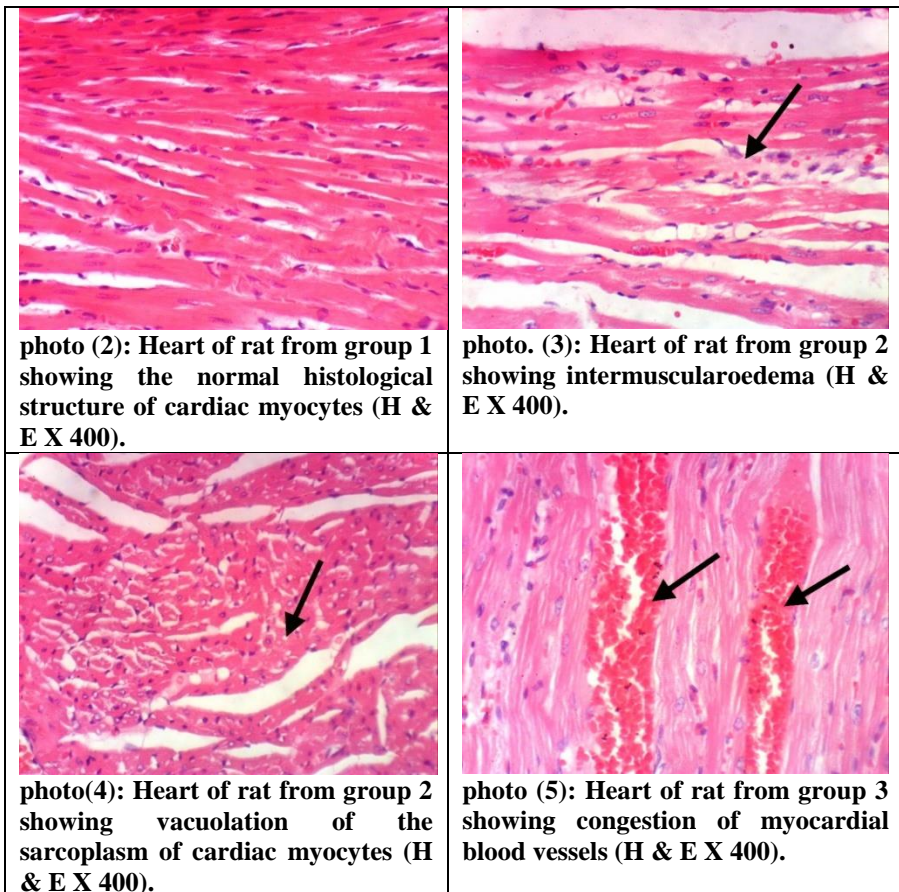 photo (2): Heart of rat from group 1
showing the normal histological
structure of cardiac myocytes (H &
E X 400).
photo. (3): Heart of rat from group 2
showing intermuscularoedema (H &
E X 400).
photo(4): Heart of rat from group 2
showing vacuolation of the
sarcoplasm of cardiac myocytes (H
& E X 400).
photo (5): Heart of rat from group 3
showing congestion of myocardial
blood vessels (H & E X 400).